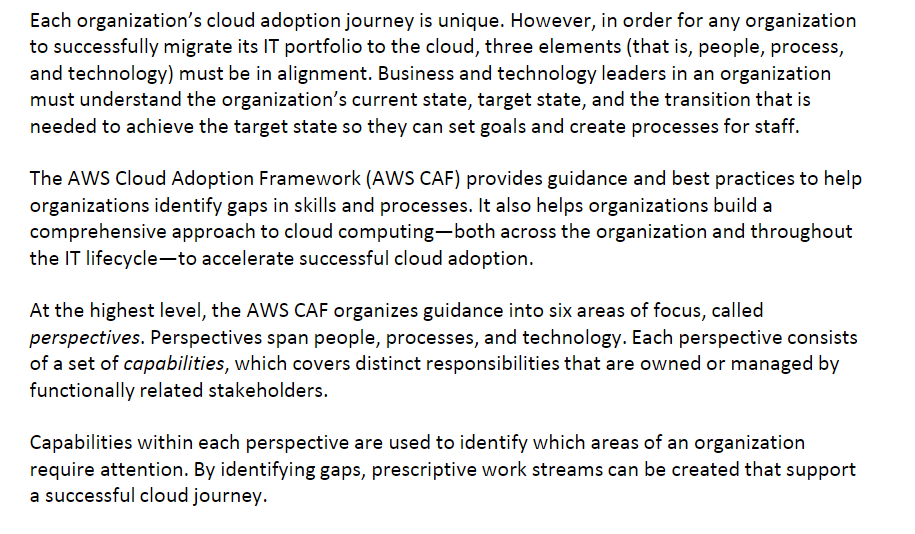 Each organization's cloud adoption journey is unique. However, in order for any organization
to successfully migrate its IT portfolio to the cloud, three elements (that is, people, process,
and technology) must be in alignment. Business and technology leaders in an organization
must understand the organization's current state, target state, and the transition that is
needed to achieve the target state so they can set goals and create processes for staff.
The AWS Cloud Adoption Framework (AWS CAF) provides guidance and best practices to help
organizations identify gaps in skills and processes. It also helps organizations build a
comprehensive approach to cloud computing—both across the organization and throughout
the IT lifecycle—to accelerate successful cloud adoption.
At the highest level, the AWS CAF organizes guidance into six areas of focus, called
perspectives. Perspectives span people, processes, and technology. Each perspective consists
of a set of capabilities, which covers distinct responsibilities that are owned or managed by
functionally related stakeholders.
Capabilities within each perspective are used to identify which areas of an organization
require attention. By identifying gaps, prescriptive work streams can be created that support
a successful cloud journey.